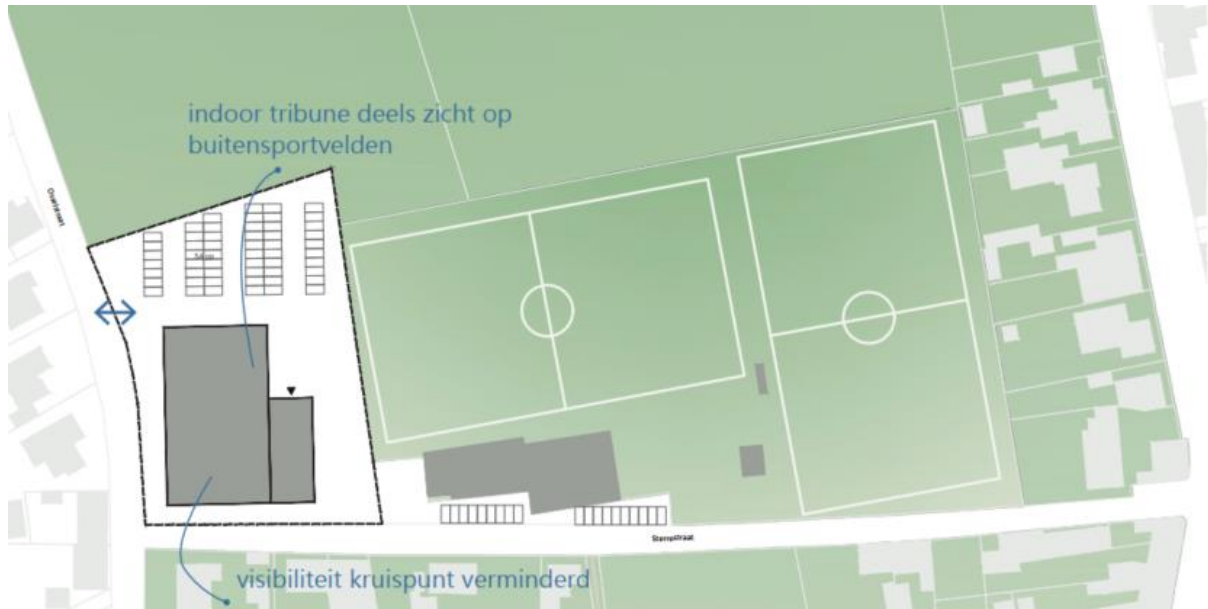 indoor tribune deels zicht op
buitensportvelden
visibiliteit kruispunt verminderd